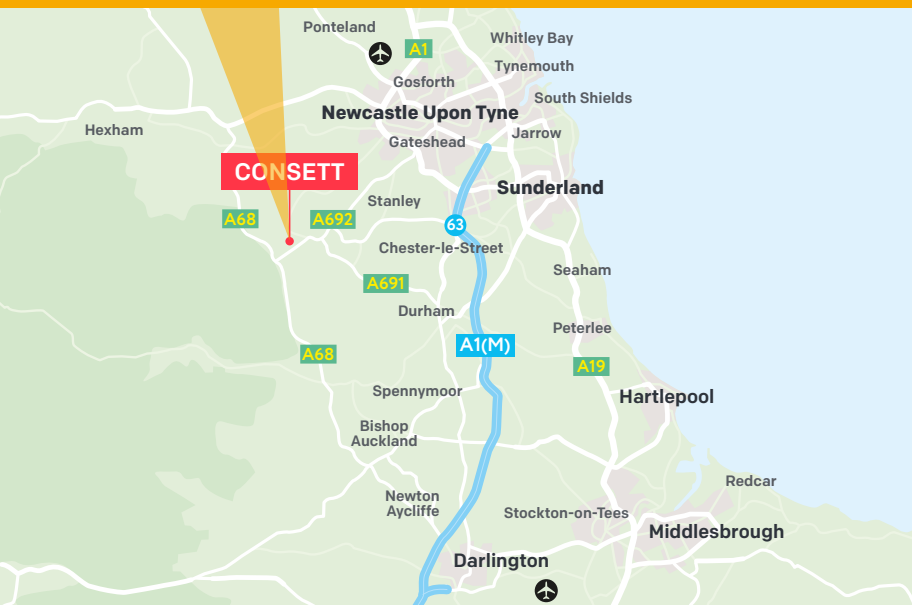 Ponteland
Whitley Bay
A1
Tynemouth
Gosforth
South Shields
Newcastle Upon Tyne
Hexham
Jarrow
Gateshead
CONSETT
Sunderland
Stanley
A68
A692
63
Chester-le-Street
Seaham
A691
Durham
Peterlee
A1(M)
A68
A19
Spennymoor
Hartlepool
Bishop
Auckland
Redcar
Newton
Aycliffe
Stockton-on-Tees
Middlesbrough
Darlington